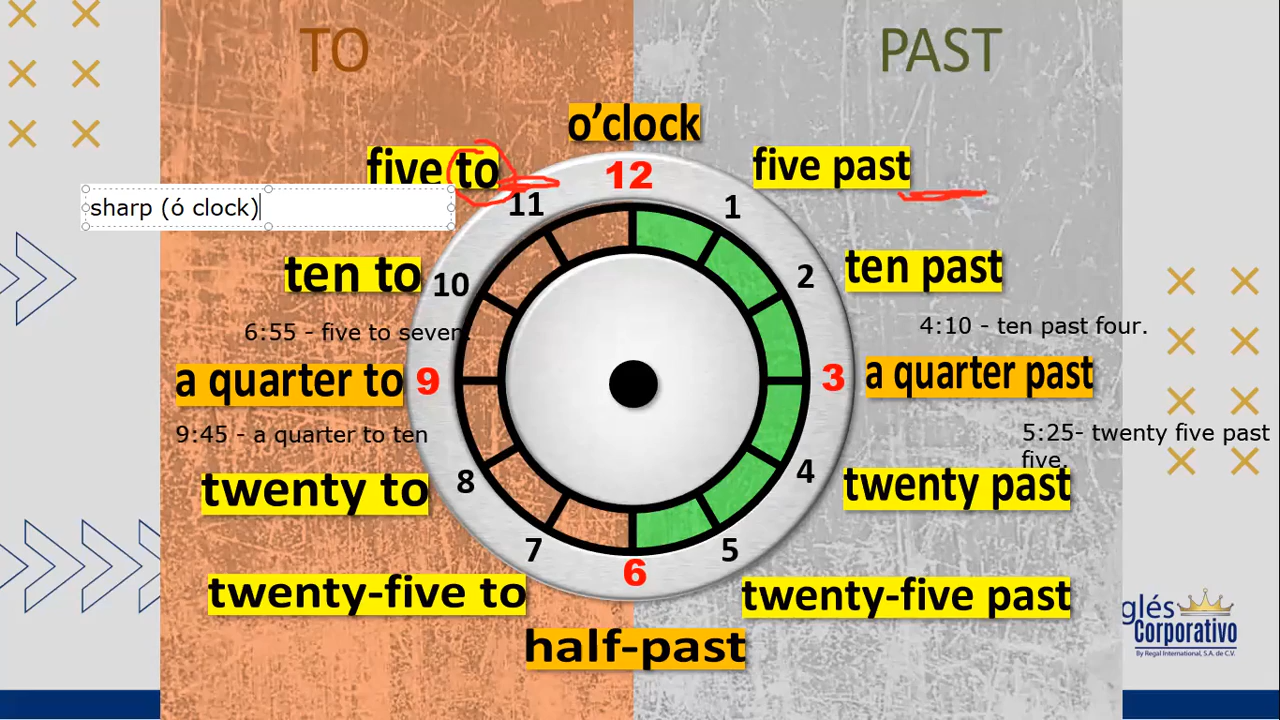 TO
PAST
o’clock
five to
five past
12
sharp (ó clock)
11
1
ten to
10
2
ten past
6:55 - five to seven.
4:10 - ten past four.
a quarter to
9
3
a quarter past
9:45 - a quarter to ten
5:25- twenty five past
five.
twenty to
8
4
twenty past
7
5
6
twenty-five to
twenty-five past
half-past
glés
Corporativo
By Regal International, S.A. de C.V.